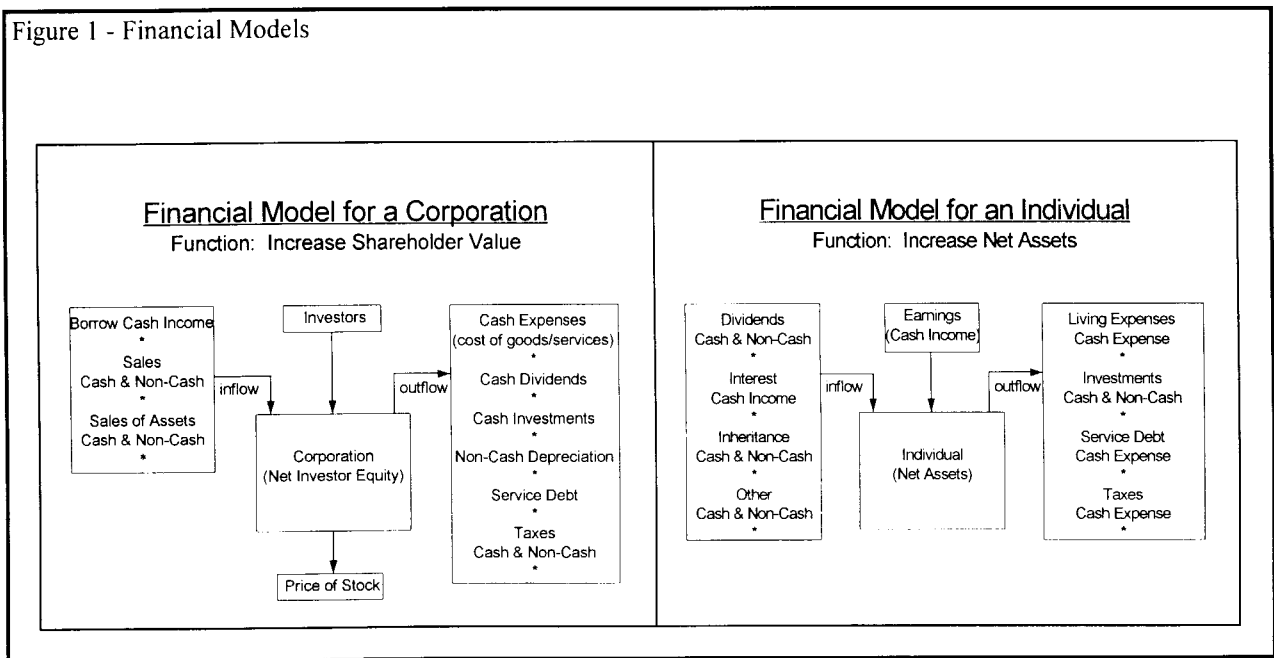 Figure 1 - Financial Models
Financial Model for a Corporation
Function: Increase Shareholder Value
Borrow Cash Income
*
Sales
Cash & Non-Cash
*
Sales of Assets
Cash & Non-Cash
*
inflow
Investors
Corporation
(Net Investor Equity)
Price of Stock
outflow
Cash Expenses
(cost of goods/services)
*
Cash Dividends
*
Cash Investments
*
Non-Cash Depreciation
*
Service Debt
*
Taxes
Cash & Non-Cash
*
Financial Model for an Individual
Function: Increase Net Assets
Dividends
Cash & Non-Cash
*
Interest
Cash Income
*
Inheritance
Cash & Non-Cash
*
Other
Cash & Non-Cash
*
inflow
Earnings
(Cash Income)
Individual
(Net Assets)
outflow
Living Expenses
Cash Expense
*
Investments
Cash & Non-Cash
*
Service Debt
Cash Expense
*
Taxes
Cash Expense
*